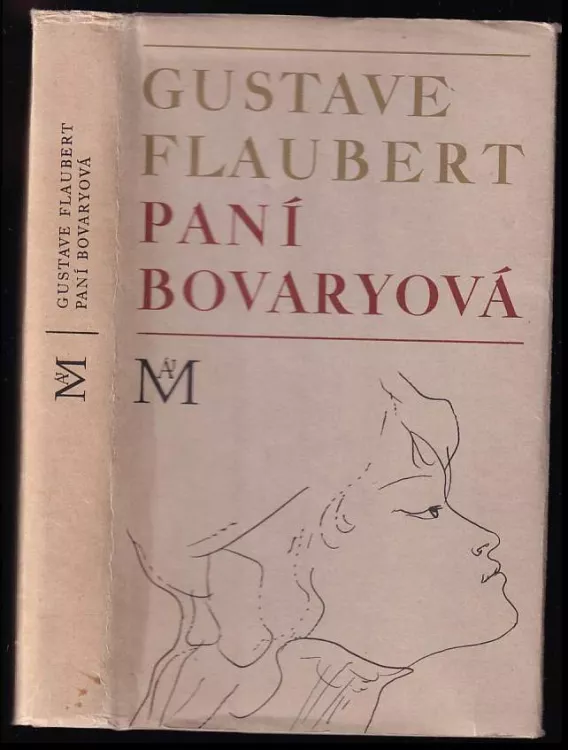 GUSTAVE
FLAUBERT
PANÍ
BOVARYOVÁ
GUSTAVE FLAUBERT
PANÍ BOVARYOVÁ